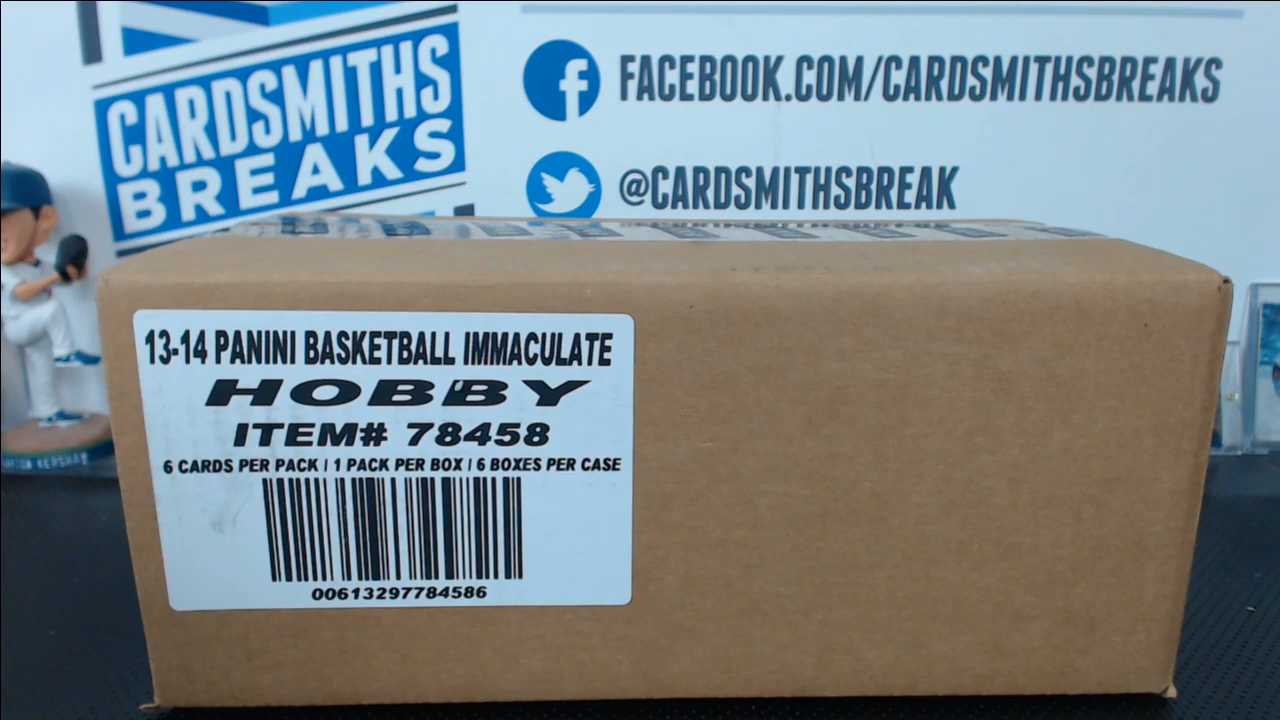 CARDSMITHS
BREAKS
FACEBOOK.COM/CARDSMITHSBREAKS
@CARDSMITHSBREAK
13-14 PANINI BASKETBALL IMMACULATE
HOBBY
ITEM# 78458
6 CARDS PER PACK / 1 PACK PER BOX / 6 BOXES PER CASE
00613297784586